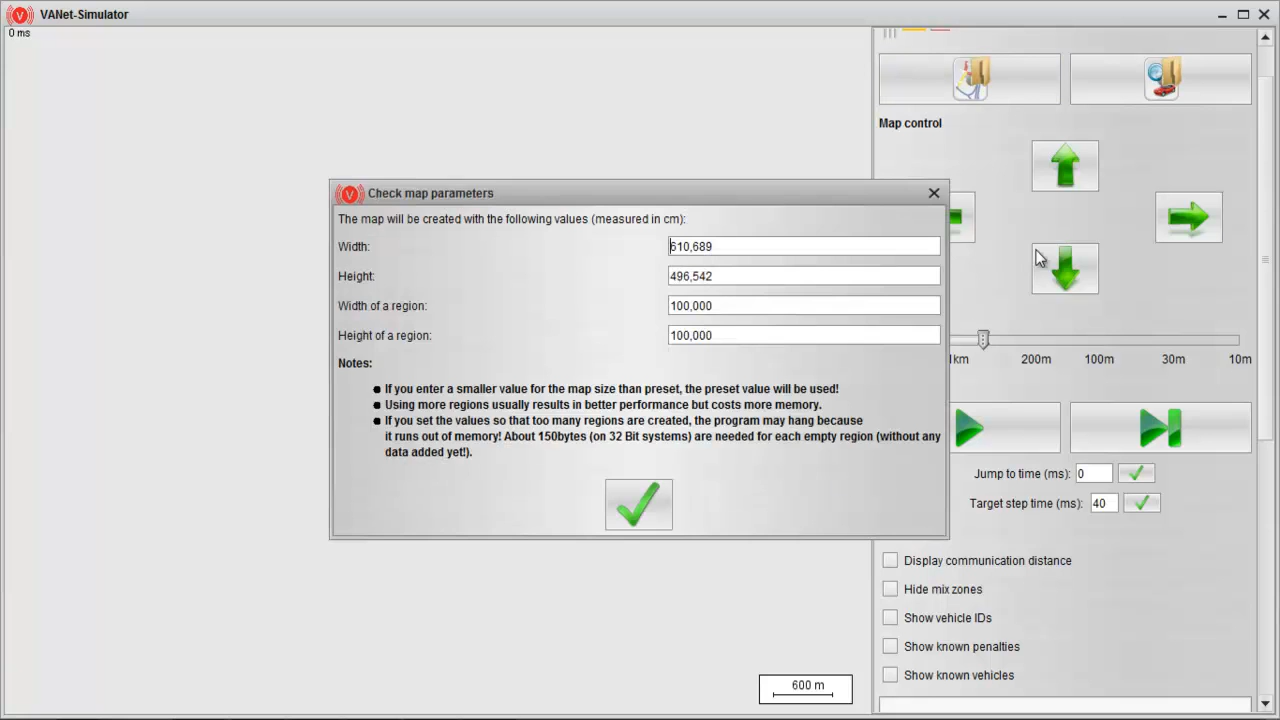 VANet-Simulator
0 ms
Map control
Check map parameters
The map will be created with the following values (measured in cm):
Width: 610,689
Height: 496,542
Width of a region: 100,000
Height of a region: 100,000
Notes:
If you enter a smaller value for the map size than preset, the preset value will be used!
Using more regions usually results in better performance but costs more memory.
If you set the values so that too many regions are created, the program may hang because
it runs out of memory! About 150bytes (on 32 Bit systems) are needed for each empty region (without any
data added yet!).
1km 200m 100m 30m 10m
Jump to time (ms): 0
Target step time (ms): 40
Display communication distance
Hide mix zones
Show vehicle IDs
Show known penalties
Show known vehicles
600 m